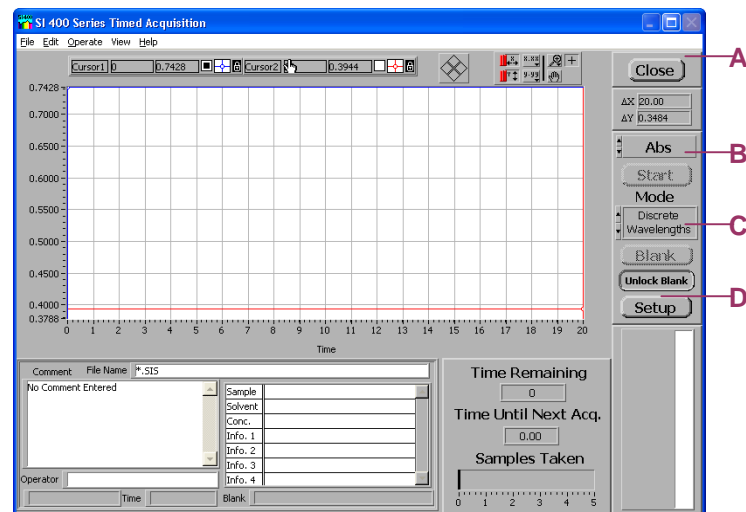 SI 400 Series Timed Acquisition
File Edit Operate View Help
Cursor1 0 0.7428 Cursor2 0.3944
X.XX
Y.YY
A
Close
ΔX 20.00
ΔY 0.3484
B
Abs
Start
Mode
Discrete
Wavelengths
C
Blank
Unlock Blank
D
Setup
0.7428
0.7000
0.6500
0.6000
0.5500
0.5000
0.4500
0.4000
0.3788
0 1 2 3 4 5 6 7 8 9 10 11 12 13 14 15 16 17 18 19 20
Time
Comment File Name *.SIS
No Comment Entered
Sample
Solvent
Conc.
Info. 1
Info. 2
Info. 3
Info. 4
Operator
Time Blank
Time Remaining
0
Time Until Next Acq.
0.00
Samples Taken
0 1 2 3 4 5